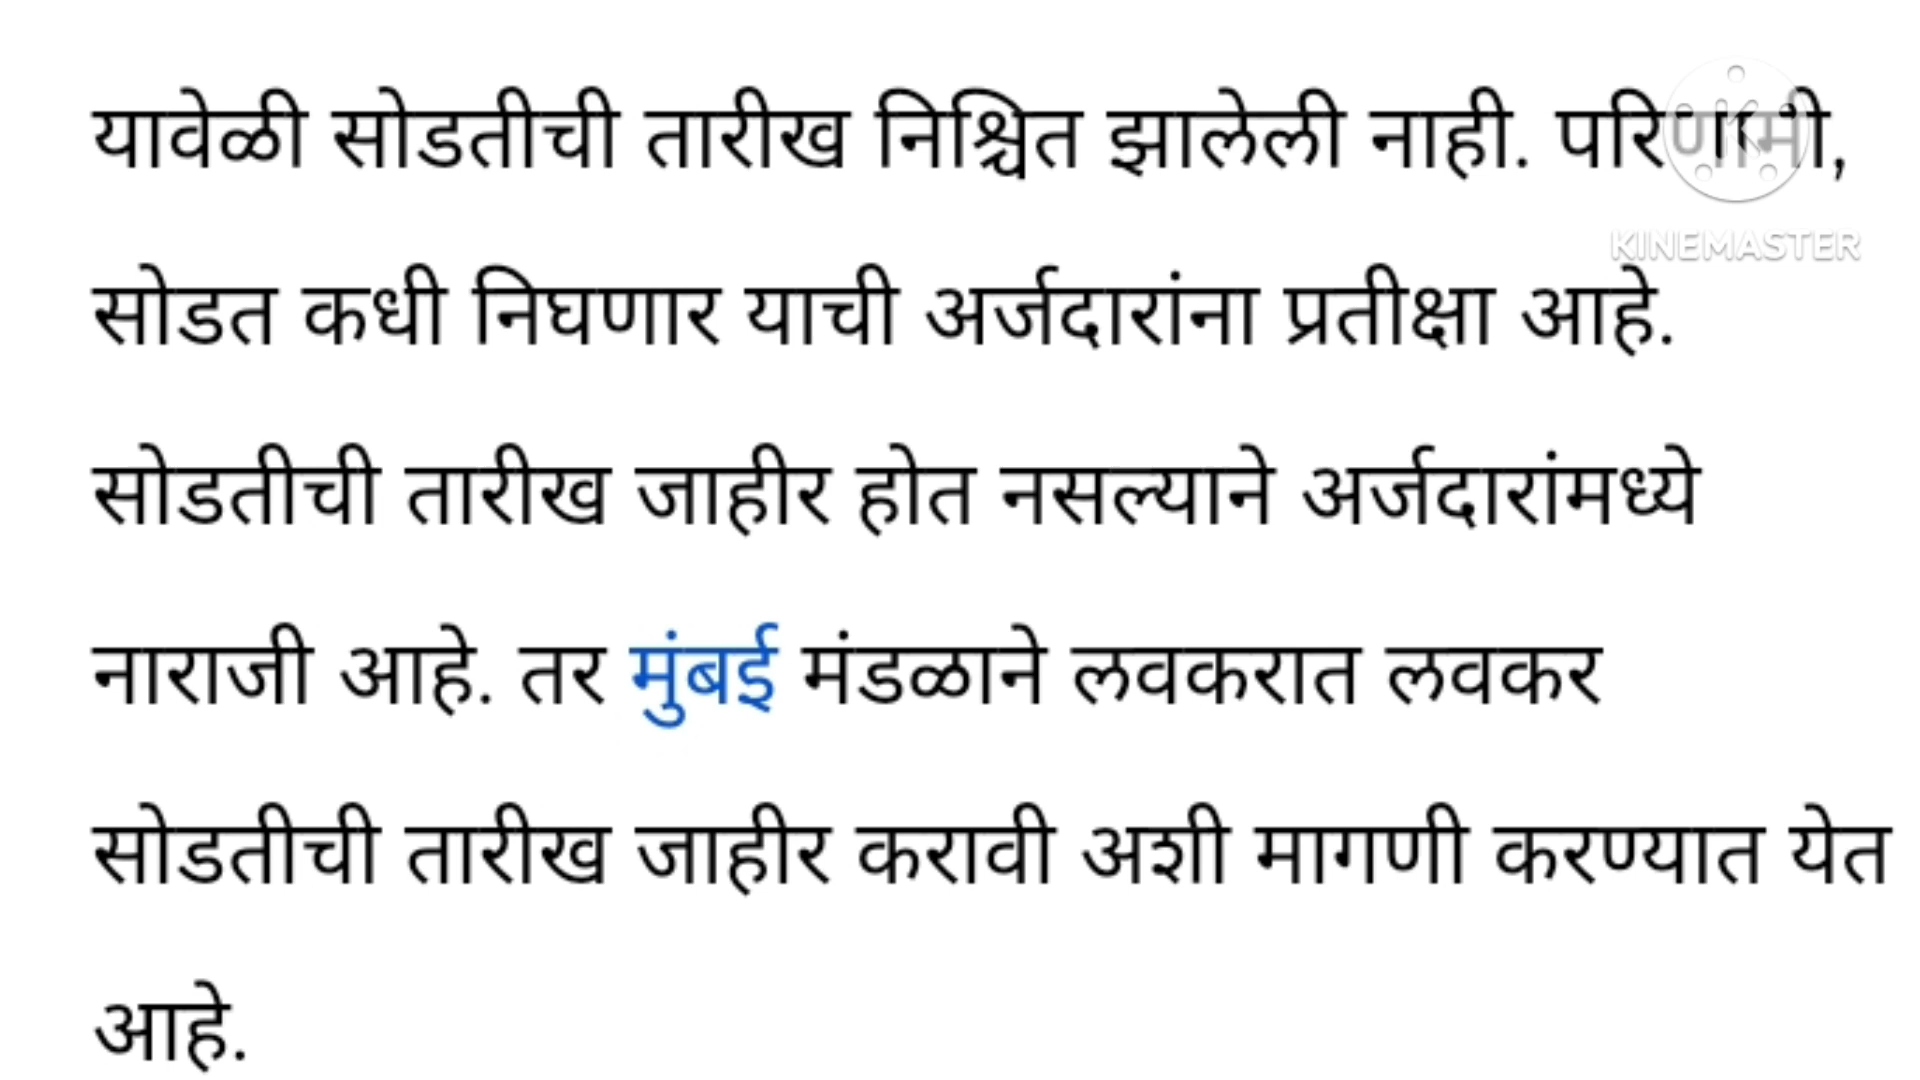 यावेळी सोडतीची तारीख निश्चित झालेली नाही. परिणामी,
KINEMASTER
सोडत कधी निघणार याची अर्जदारांना प्रतीक्षा आहे.
सोडतीची तारीख जाहीर होत नसल्याने अर्जदारांमध्ये
नाराजी आहे. तर मुंबई मंडळाने लवकरात लवकर
सोडतीची तारीख जाहीर करावी अशी मागणी करण्यात येत
आहे.